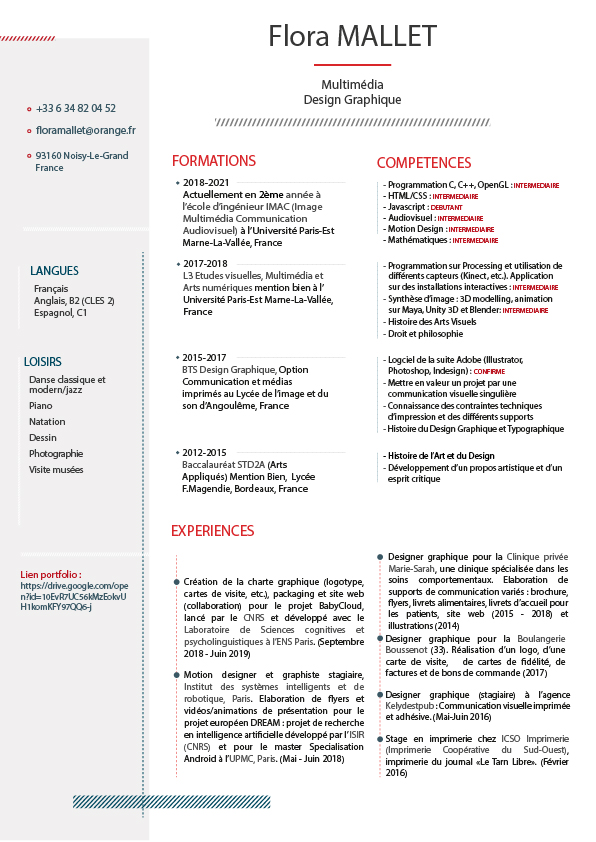 Flora MALLET
Multimédia
Design Graphique
+33 6 34 82 04 52
floramallet@orange.fr
93160 Noisy-Le-Grand
France
LANGUES
Français
Anglais, B2 (CLES 2)
Espagnol, C1
LOISIRS
Danse classique et
modern/jazz
Piano
Natation
Dessin
Photographie
Visite musées
Lien portfolio :
https://drive.google.com/ope
n?id=10EvR7UC56kMzEokvU
H1komKFY97QQ6-j
FORMATIONS
2018-2021
Actuellement en 2ème année à
l'école d'ingénieur IMAC (Image
Multimédia Communication
Audiovisuel) à l'Université Paris-Est
Marne-La-Vallée, France
2017-2018
L3 Etudes visuelles, Multimédia et
Arts numériques mention bien à l'
Université Paris-Est Marne-La-Vallée,
France
2015-2017
BTS Design Graphique, Option
Communication et médias
imprimés au Lycée de l'image et du
son d'Angoulême, France
2012-2015
Baccalauréat STD2A (Arts
Appliqués) Mention Bien, Lycée
F.Magendie, Bordeaux, France
COMPETENCES
- Programmation C, C++, OpenGL : INTERMEDIAIRE
- HTML/CSS : INTERMEDIAIRE
- Javascript : DEBUTANT
- Audiovisuel : INTERMEDIAIRE
- Motion Design : INTERMEDIAIRE
- Mathématiques : INTERMEDIAIRE
- Programmation sur Processing et utilisation de
différents capteurs (Kinect, etc.). Application
sur des installations interactives : INTERMEDIAIRE
- Synthèse d'image : 3D modelling, animation
sur Maya, Unity 3D et Blender: INTERMEDIAIRE
- Histoire des Arts Visuels
- Droit et philosophie
- Logciel de la suite Adobe (Illustrator,
Photoshop, Indesign) : CONFIRME
- Mettre en valeur un projet par une
communication visuelle singulière
- Connaissance des contraintes techniques
d'impression et des différents supports
- Histoire du Design Graphique et Typographique
- Histoire de l'Art et du Design
- Développement d'un propos artistique et d'un
esprit critique
EXPERIENCES
Création de la charte graphique (logotype,
cartes de visite, etc.), packaging et site web
(collaboration) pour le projet BabyCloud,
lancé par le CNRS et développé avec le
Laboratoire de Sciences cognitives et
psycholinguistiques à l'ENS Paris. (Septembre
2018 - Juin 2019)
Motion designer et graphiste stagiaire,
Institut des systèmes intelligents et de
robotique, Paris. Elaboration de flyers et
vidéos/animations de présentation pour le
projet européen DREAM : projet de recherche
en intelligence artificielle développé par l'ISIR
(CNRS) et pour le master Specialisation
Android à l'UPMC, Paris. (Mai - Juin 2018)
Designer graphique pour la Clinique privée
Marie-Sarah, une clinique spécialisée dans les
soins comportementaux. Elaboration de
supports de communication variés : brochure,
flyers, livrets alimentaires, livrets d'accueil pour
les patients, site web (2015 - 2018) et
illustrations (2014)
Designer graphique pour la Boulangerie
Boussenot (33). Réalisation d'un logo, d'une
carte de visite, de cartes de fidélité, de
factures et de bons de commande (2017)
Designer graphique (stagiaire) à l'agence
Kelydestpub : Communication visuelle imprimée
et adhésive. (Mai-Juin 2016)
Stage en imprimerie chez ICSO Imprimerie
(Imprimerie Coopérative du Sud-Ouest),
imprimerie du journal «Le Tarn Libre». (Février
2016)